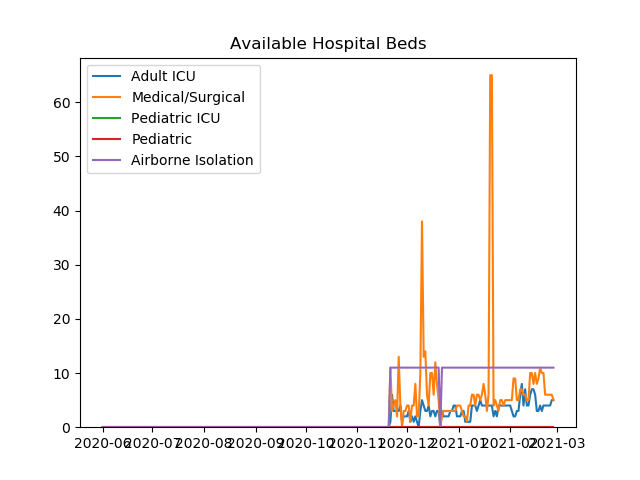 Available Hospital Beds
Adult ICU
Medical/Surgical
Pediatric ICU
Pediatric
Airborne Isolation
60
50
40
30
20
10
0
2020-06 2020-07 2020-08 2020-09 2020-10 2020-11 2020-12 2021-01 2021-02 2021-03